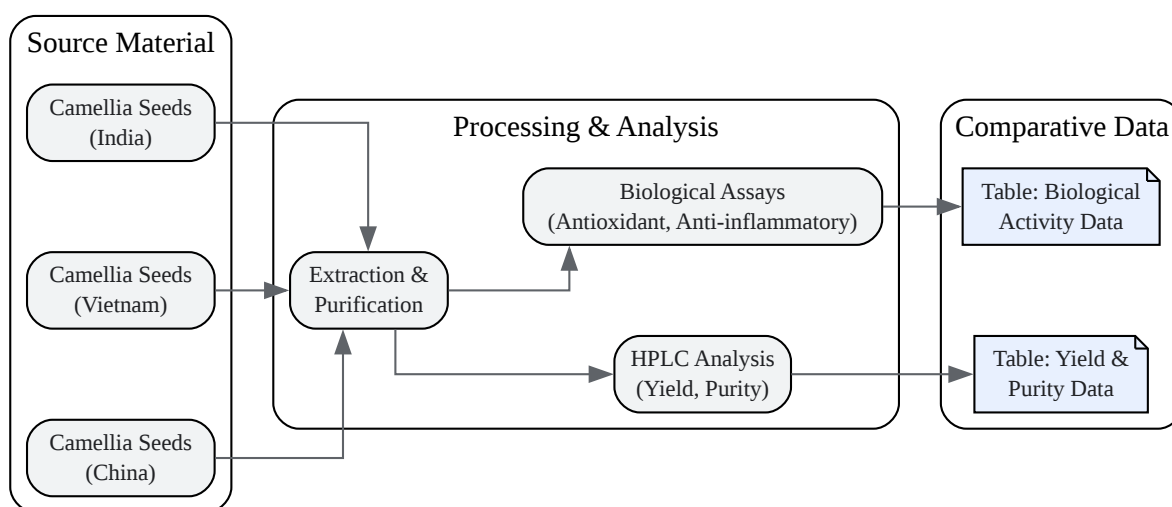 Source Material
Camellia Seeds
(India)
Camellia Seeds
(Vietnam)
Camellia Seeds
(China)
Processing & Analysis
Extraction &
Purification
Biological Assays
(Antioxidant, Anti-inflammatory)
HPLC Analysis
(Yield, Purity)
Comparative Data
Table: Biological
Activity Data
Table: Yield &
Purity Data